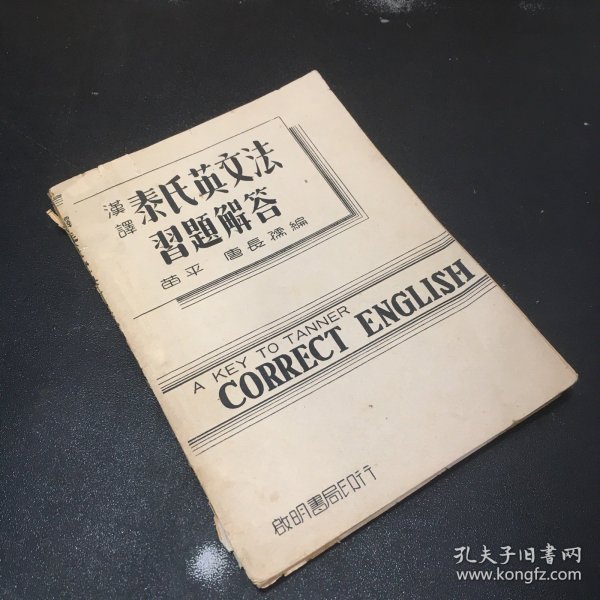 漢譯
泰氏英文法
習題解答
苗平 唐長孺編
A KEY TO TANNER
CORRECT ENGLISH
啟明書局印行
孔夫子旧书网
www.kongfz.com